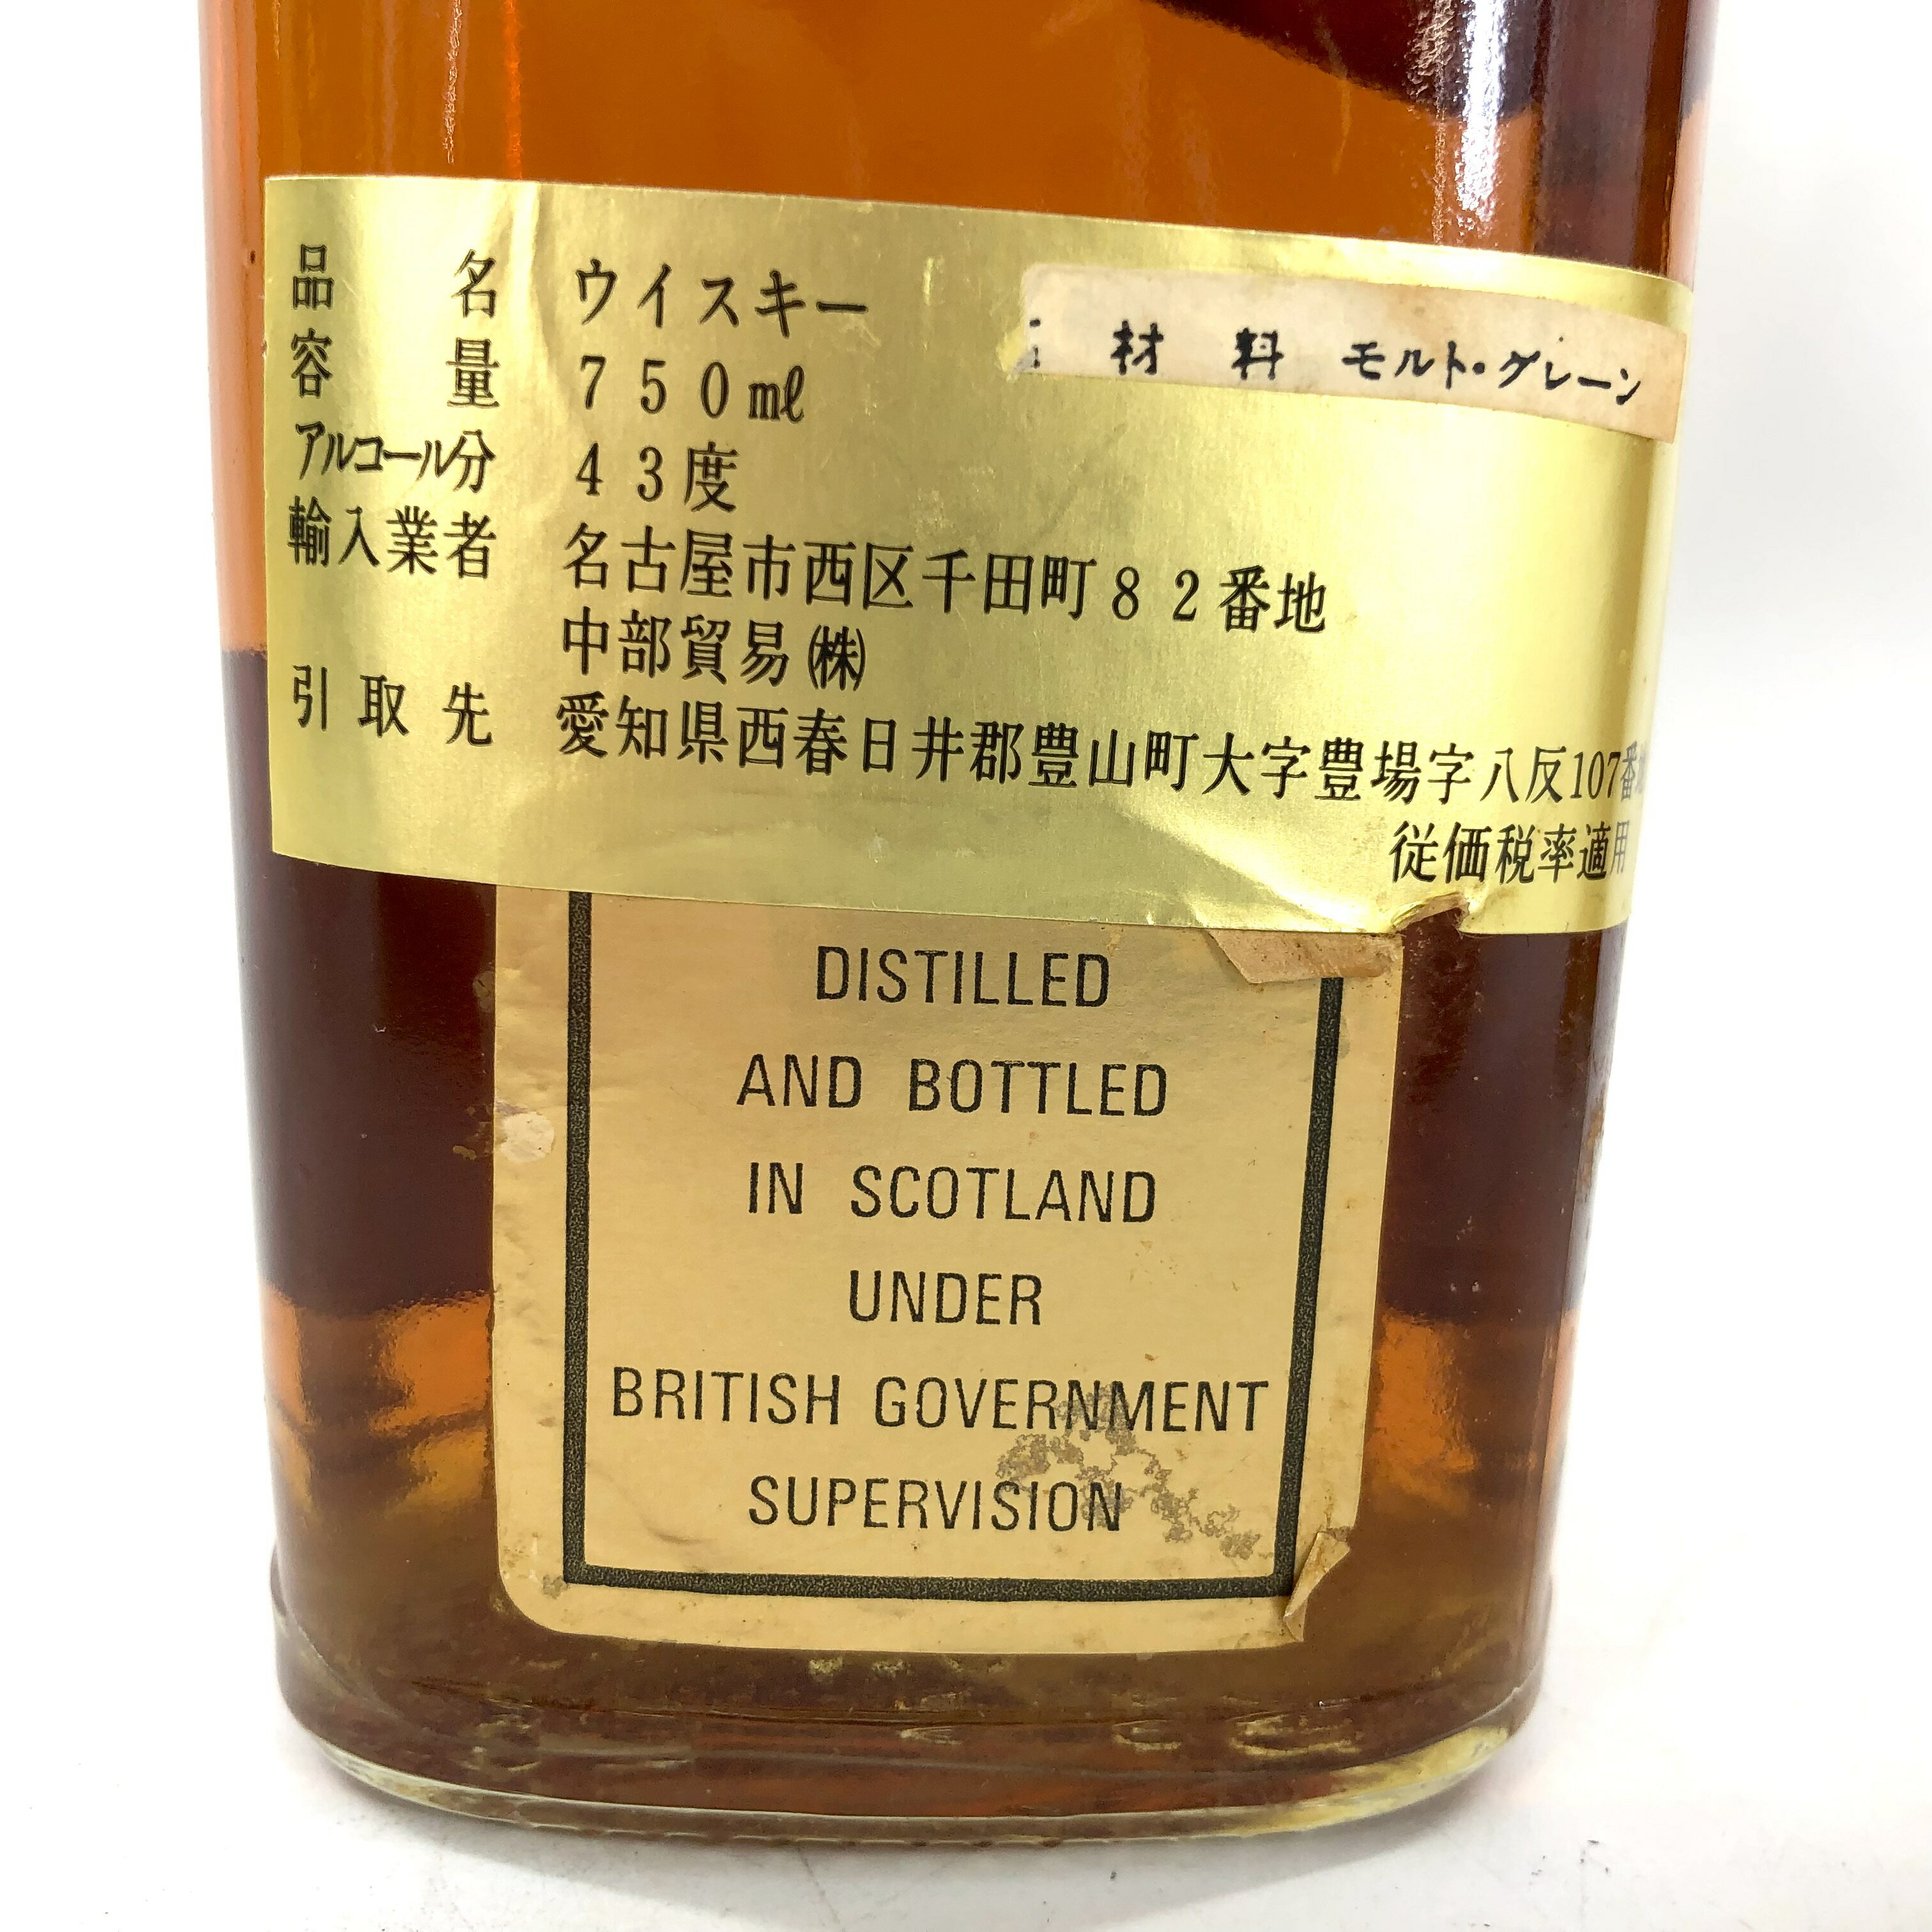 品名 ウイスキー
材料 モルト・グレーン
容量 750mℓ
アルコール分 43度
輸入業者 名古屋市西区千田町82番地
中部貿易(株)
引取先 愛知県西春日井郡豊山町大字豊場字八反107番地
従価税率適用
DISTILLED
AND BOTTLED
IN SCOTLAND
UNDER
BRITISH GOVERNMENT
SUPERVISION